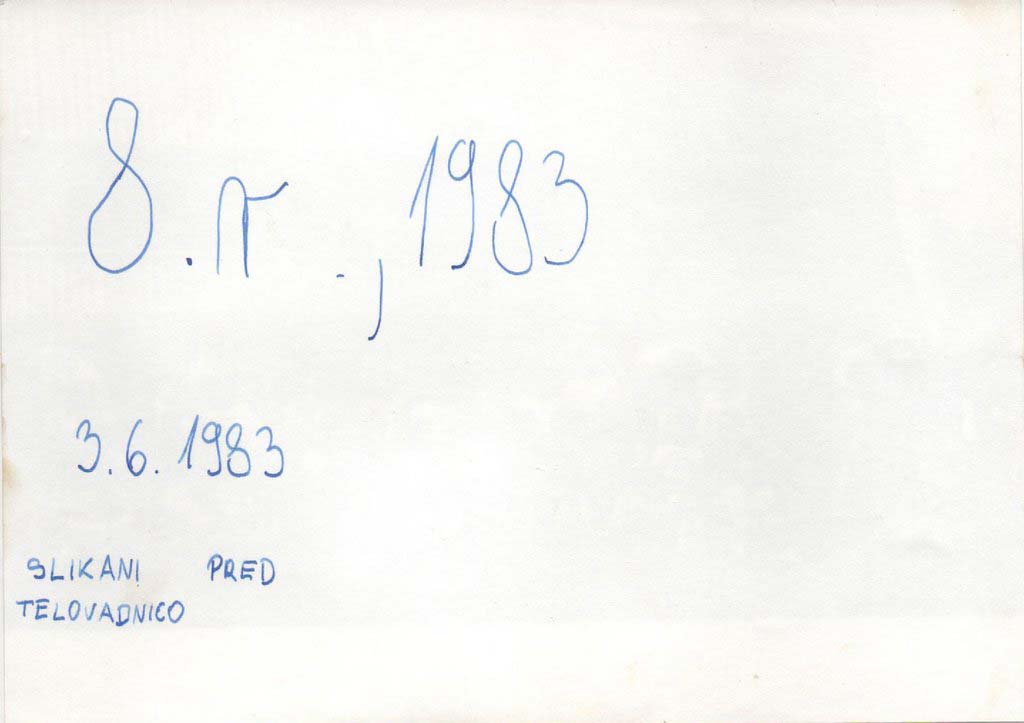 8. r., 1983
3.6. 1983
SLIKANI PRED
TELOVADNICO